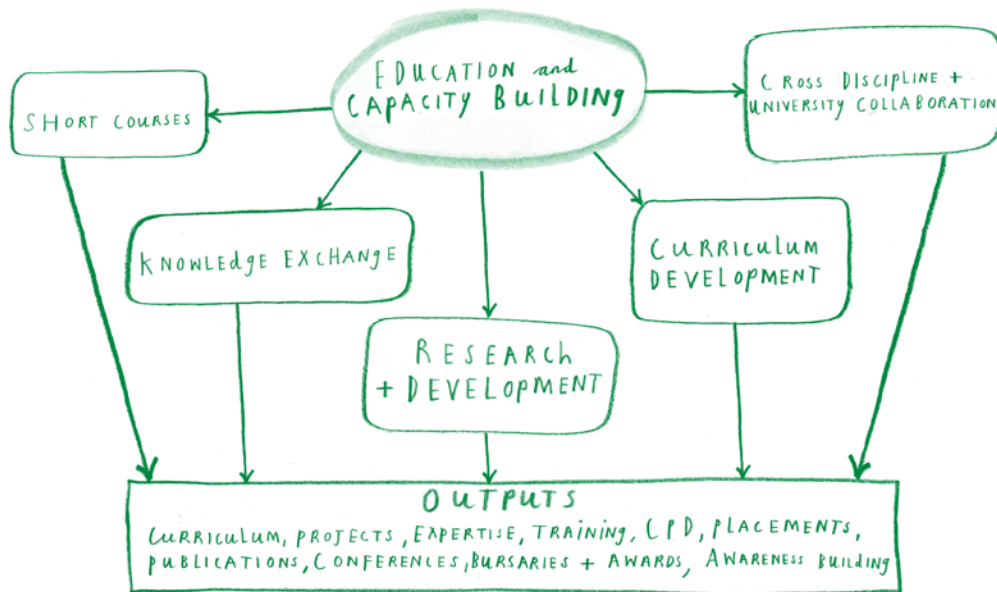 EDUCATION and
CAPACITY BUILDING
CROSS DISCIPLINE +
UNIVERSITY COLLABORATION
SHORT COURSES
KNOWLEDGE EXCHANGE
CURRICULUM
DEVELOPMENT
RESEARCH
+ DEVELOPMENT
OUTPUTS
CURRICULUM, PROJECTS, EXPERTISE, TRAINING, CPD, PLACEMENTS,
PUBLICATIONS, CONFERENCES, BURSARIES + AWARDS, AWARENESS BUILDING